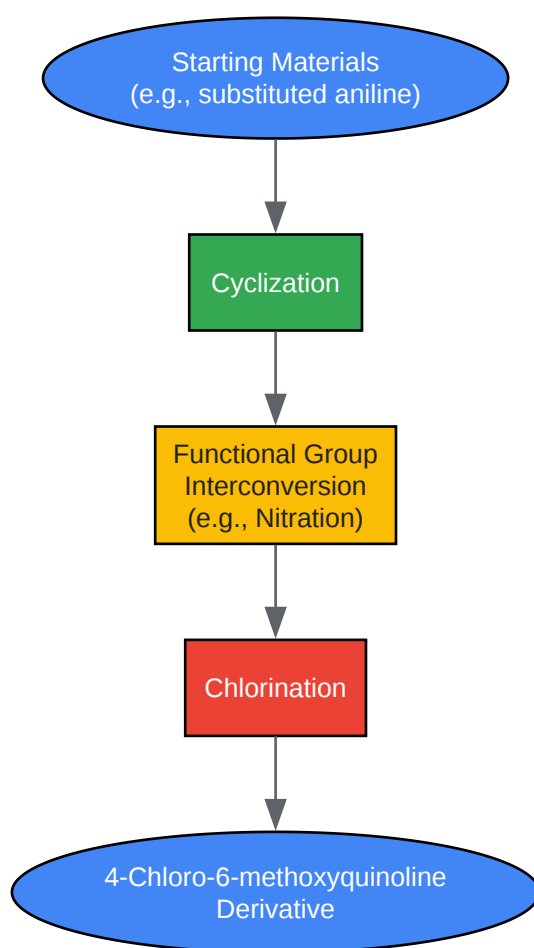 Starting Materials
(e.g., substituted aniline)
Cyclization
Functional Group
Interconversion
(e.g., Nitration)
Chlorination
4-Chloro-6-methoxyquinoline
Derivative